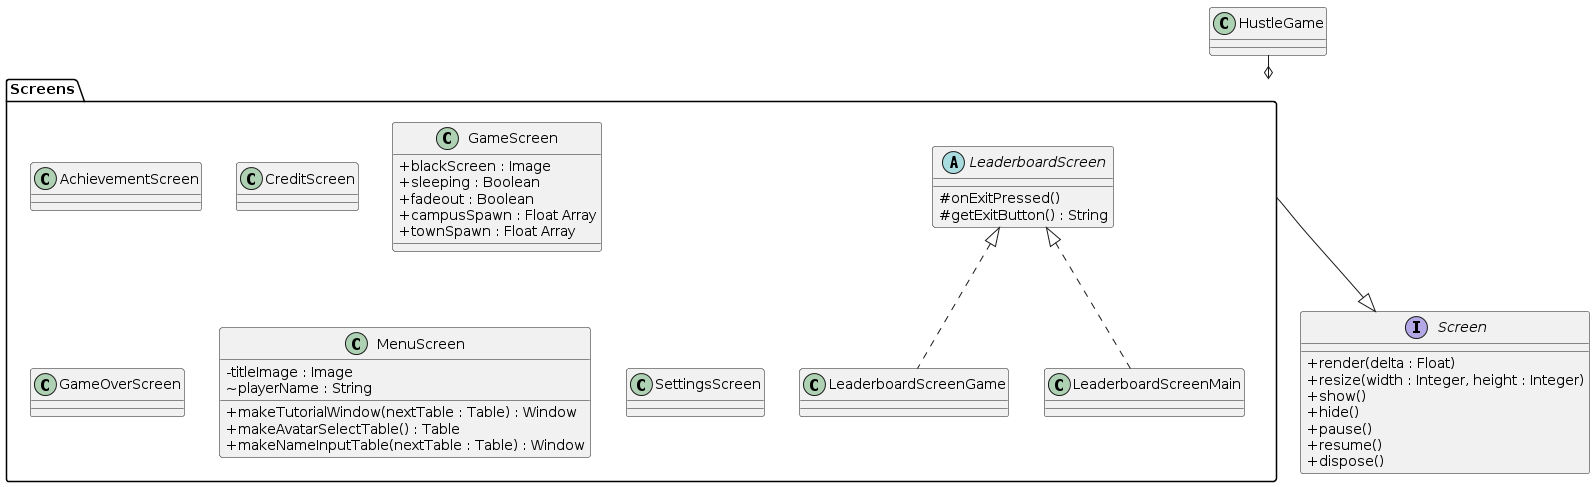 C HustleGame
Screens
C AchievementScreen
C CreditScreen
C GameScreen
+blackScreen : Image
+sleeping : Boolean
+fadeout : Boolean
+campusSpawn : Float Array
+townSpawn : Float Array
A LeaderboardScreen
#onExitPressed()
#getExitButton() : String
C GameOverScreen
C MenuScreen
-titleImage : Image
~playerName : String
+makeTutorialWindow(nextTable : Table) : Window
+makeAvatarSelectTable() : Table
+makeNameInputTable(nextTable : Table) : Window
C SettingsScreen
C LeaderboardScreenGame
C LeaderboardScreenMain
I Screen
+render(delta : Float)
+resize(width : Integer, height : Integer)
+show()
+hide()
+pause()
+resume()
+dispose()